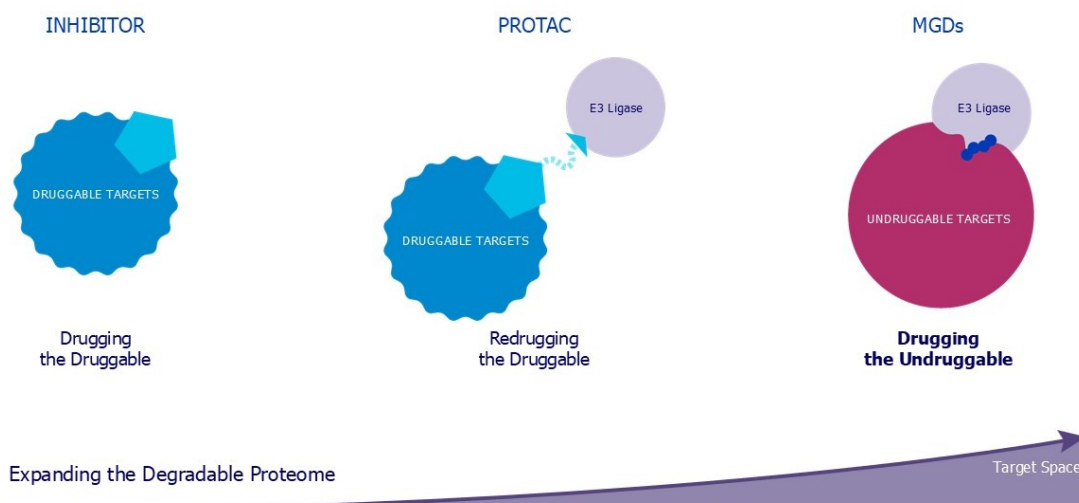 INHIBITOR
DRUGGABLE TARGETS
Drugging
the Druggable
PROTAC
E3 Ligase
DRUGGABLE TARGETS
Redrugging
the Druggable
MGDs
E3 Ligase
UNDRUGGABLE TARGETS
Drugging
the Undruggable
Expanding the Degradable Proteome
Target Space